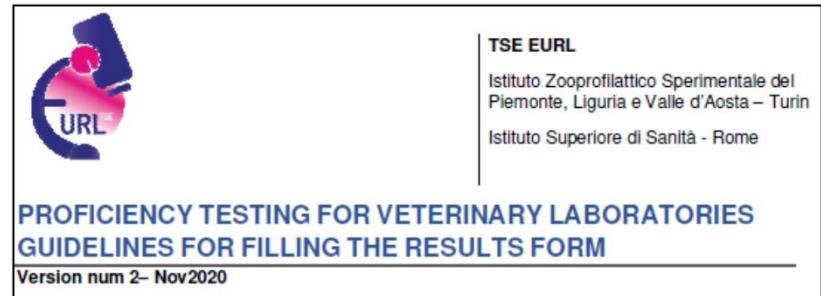 URL
TSE
TSE EURL
Istituto Zooprofilattico Sperimentale del
Piemonte, Liguria e Valle d'Aosta – Turin
Istituto Superiore di Sanità - Rome
PROFICIENCY TESTING FOR VETERINARY LABORATORIES
GUIDELINES FOR FILLING THE RESULTS FORM
Version num 2– Nov2020